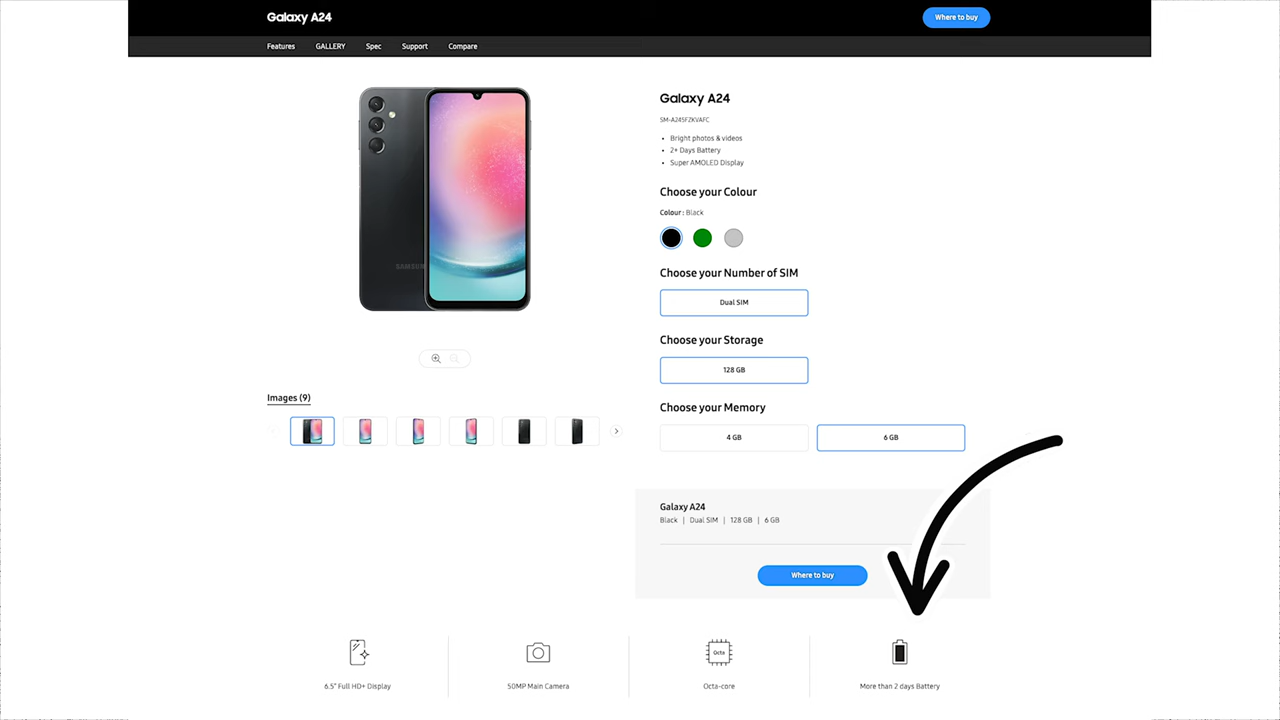 Galaxy A24
Where to buy
Features GALLERY Spec Support Compare
Galaxy A24
SM-A245FZKVAFC
Bright photos & videos
2+ Days Battery
Super AMOLED Display
Choose your Colour
Colour : Black
Choose your Number of SIM
Dual SIM
Choose your Storage
128 GB
Choose your Memory
4 GB 6 GB
SAMSUNG
Images (9)
Galaxy A24
Black | Dual SIM | 128 GB | 6 GB
Where to buy
Octa
6.5" Full HD+ Display
50MP Main Camera
Octa-core
More than 2 days Battery